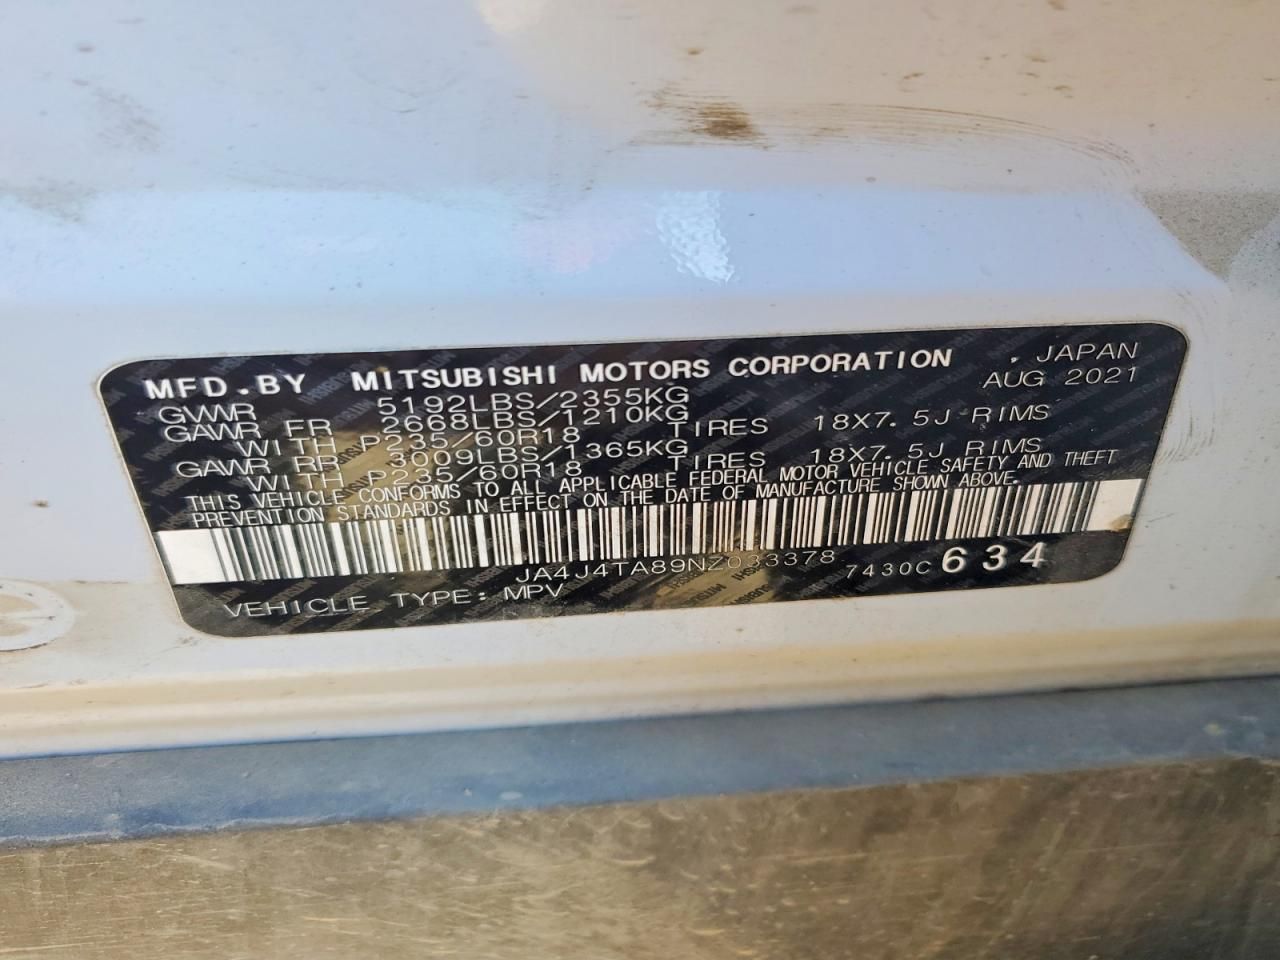 MFD.BY MITSUBISHI MOTORS CORPORATION . JAPAN
GVWR 5192LBS/2355KG AUG 2021
GAWR FR 2668LBS/1210KG
WITH P235/60R18 TIRES 18X7.5J RIMS
GAWR RR 3009LBS/1365KG
WITH P235/60R18 TIRES 18X7.5J RIMS
THIS VEHICLE CONFORMS TO ALL APPLICABLE FEDERAL MOTOR VEHICLE SAFETY AND THEFT
PREVENTION STANDARDS IN EFFECT ON THE DATE OF MANUFACTURE SHOWN ABOVE.
JA4J4TA89NZ033378 7430C 634
VEHICLE TYPE: MPV